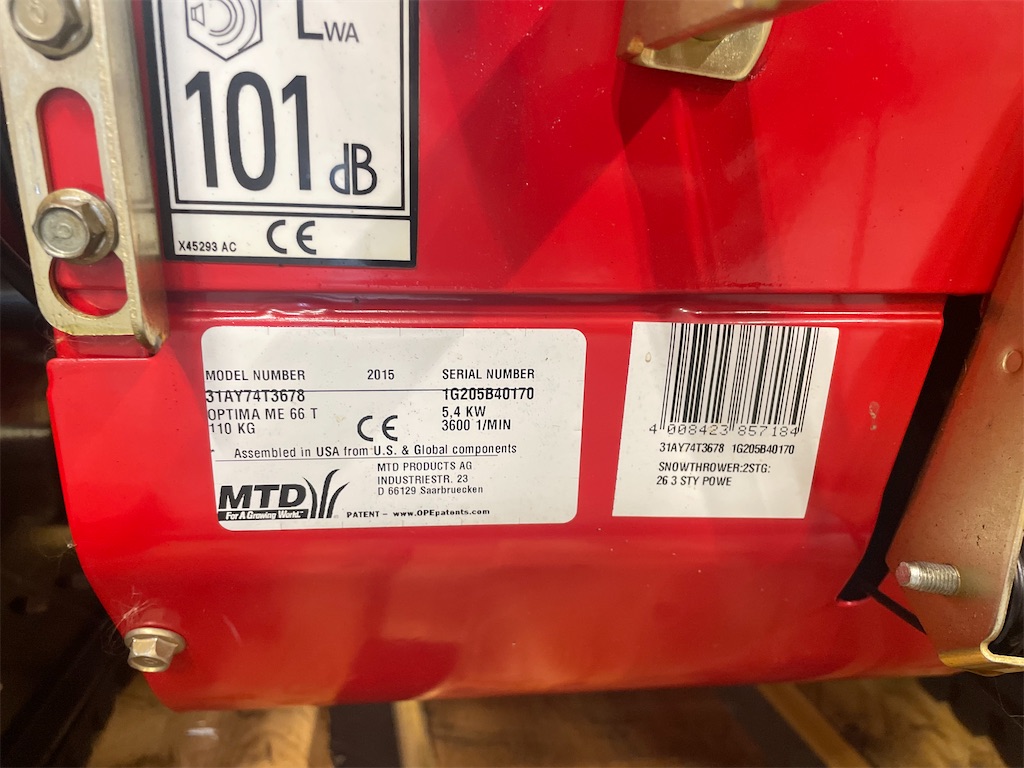 LWA
101 dB
X45293 AC CE
MODEL NUMBER 2015 SERIAL NUMBER
31AY74T3678 1G205B40170
OPTIMA ME 66 T 5,4 KW
110 KG CE 3600 1/MIN
Assembled in USA from U.S. & Global components
MTD PRODUCTS AG
INDUSTRIESTR. 23
D 66129 Saarbruecken
MTD
For A Growing World.
PATENT – www.OPEpatents.com
4 008423 857184
31AY74T3678 1G205B40170
SNOWTHROWER:2STG:
26 3 STY POWE